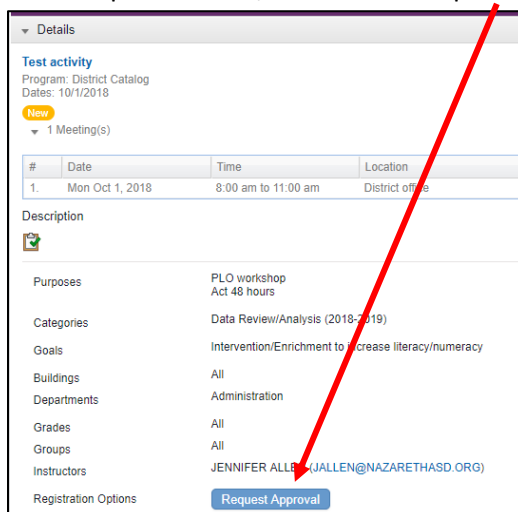 Details
Test activity
Program: District Catalog
Dates: 10/1/2018
New
1 Meeting(s)
# Date Time Location
1. Mon Oct 1, 2018 8:00 am to 11:00 am District office
Description
Purposes PLO workshop
Act 48 hours
Categories Data Review/Analysis (2018-2019)
Goals Intervention/Enrichment to increase literacy/numeracy
Buildings All
Departments Administration
Grades All
Groups All
Instructors JENNIFER (JALLEN@NAZARETHASD.ORG)
Registration Options Request Approval